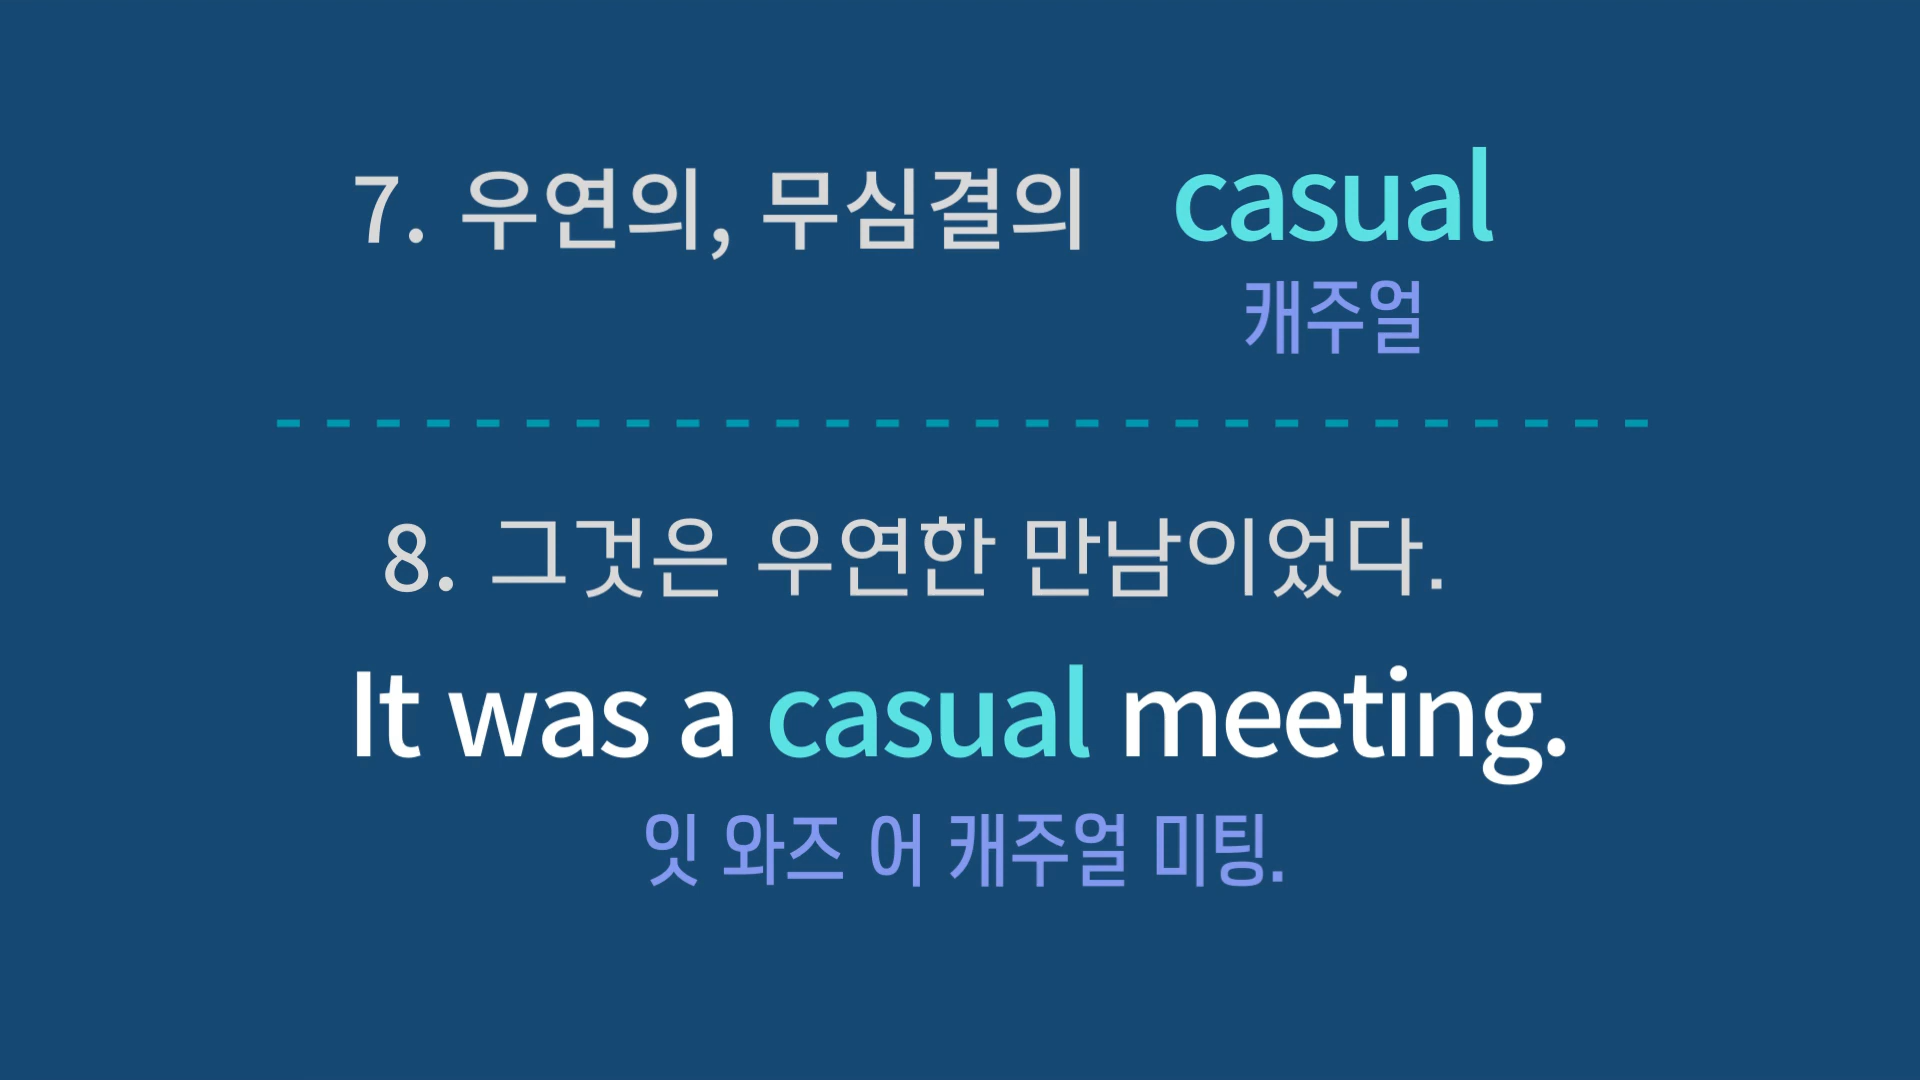 7. 우연의, 무심결의 casual
캐주얼
8. 그것은 우연한 만남이었다.
It was a casual meeting.
잇 와즈 어 캐주얼 미팅.